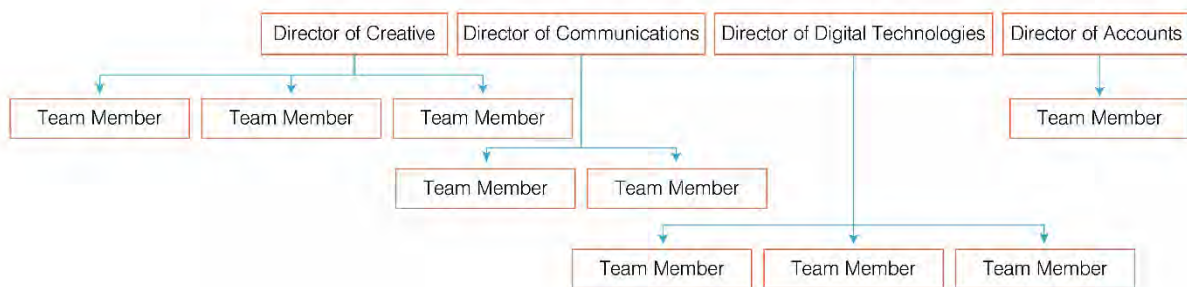 Director of Creative
Director of Communications
Director of Digital Technologies
Director of Accounts
Team Member
Team Member
Team Member
Team Member
Team Member
Team Member
Team Member
Team Member
Team Member